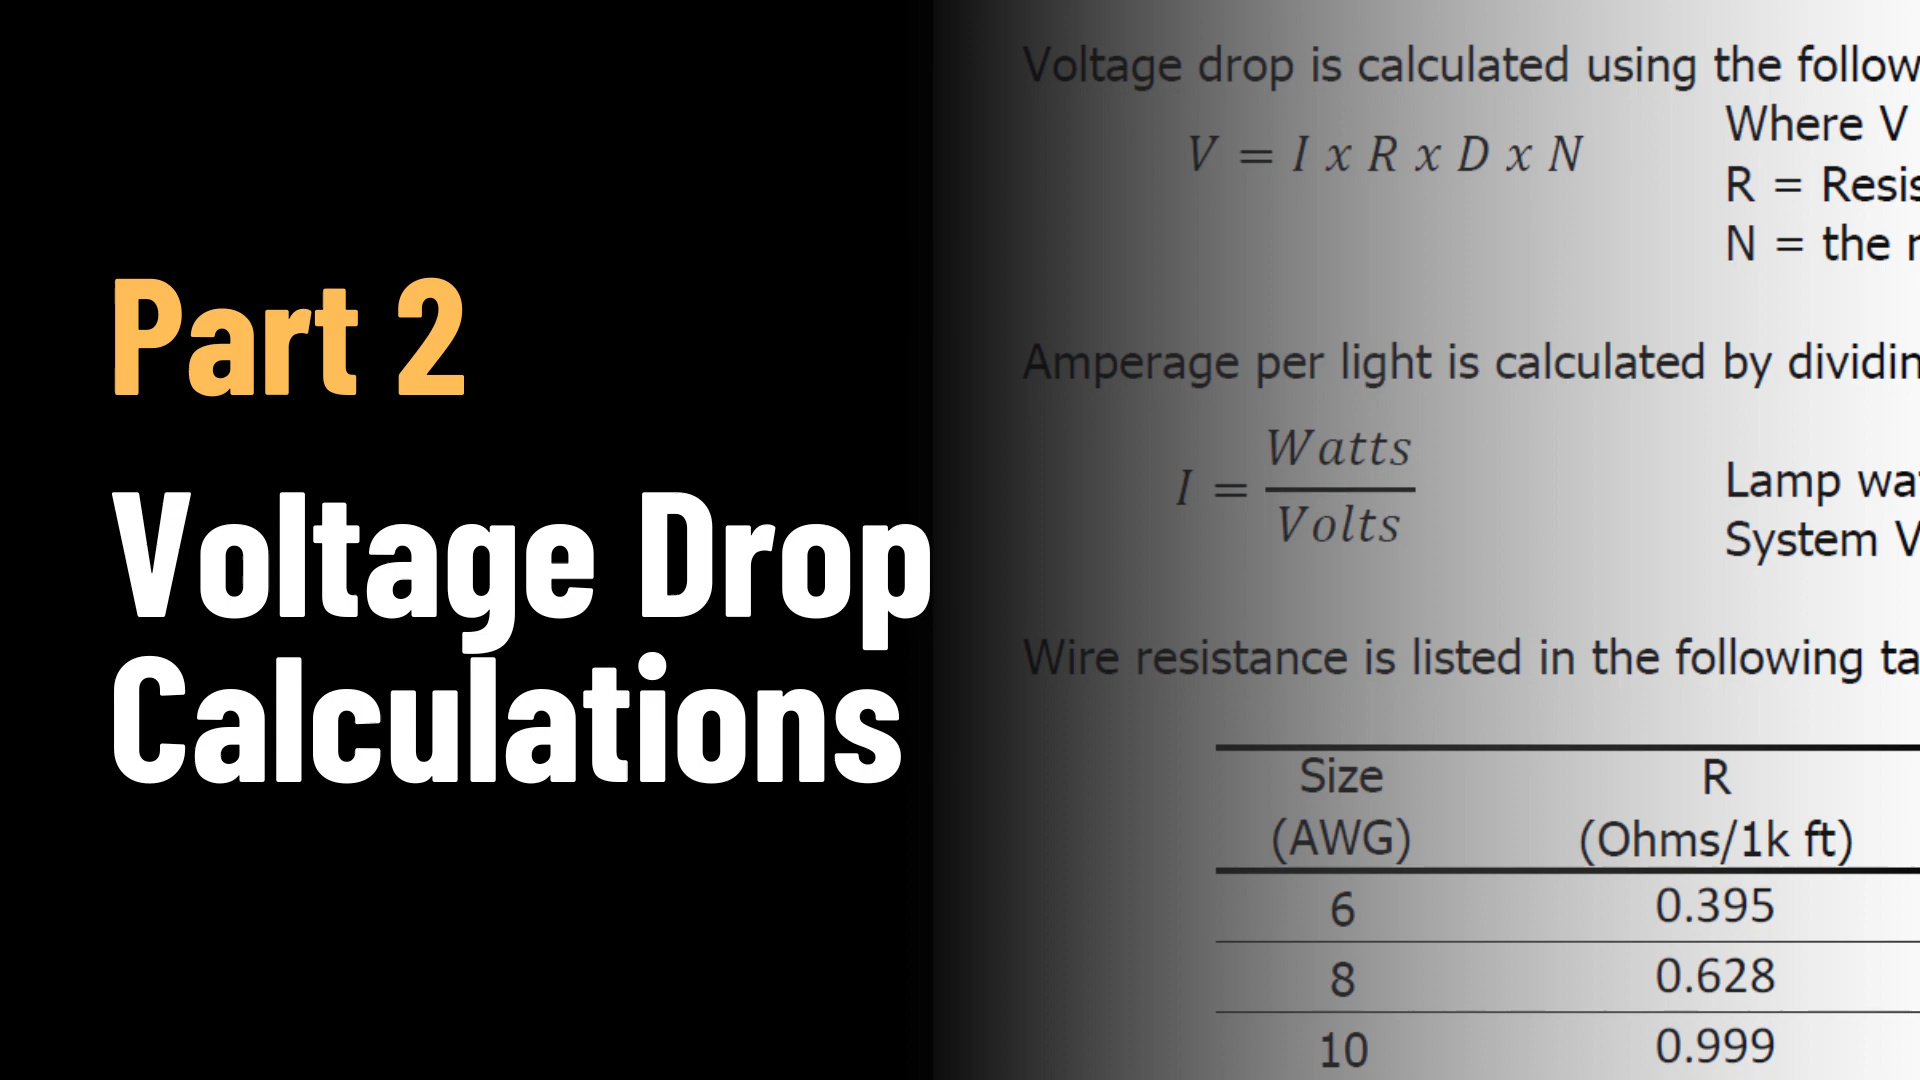 Part 2
Voltage Drop
Calculations
Voltage drop is calculated using the follow
V = I x R x D x N
Where V
R = Resis
N = the
Amperage per light is calculated by dividin
I = Watts
Volts
Lamp wat
System V
Wire resistance is listed in the following ta
Size R
(AWG) (Ohms/1k ft)
6 0.395
8 0.628
10 0.999